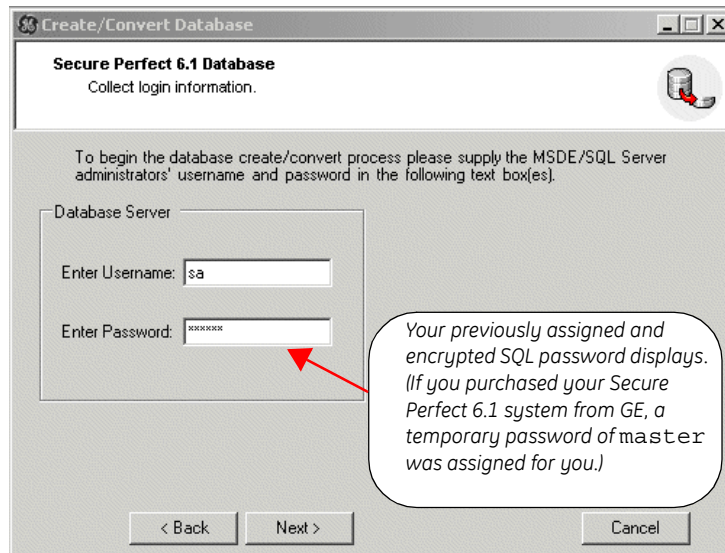 Create/Convert Database
Secure Perfect 6.1 Database
Collect login information.
To begin the database create/convert process please supply the MSDE/SQL Server
administrators' username and password in the following text box(es).
Database Server
Enter Username: sa
Enter Password: ××××××
Your previously assigned and
encrypted SQL password displays.
(If you purchased your Secure
Perfect 6.1 system from GE, a
temporary password of master
was assigned for you.)
< Back
Next >
Cancel